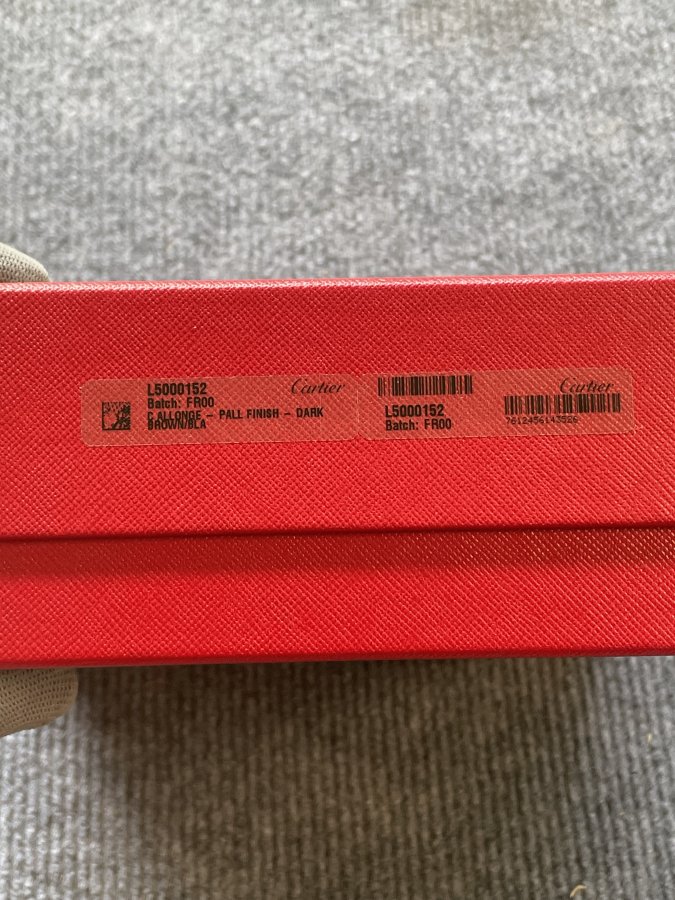 L5000152
Cartier
Batch: FR00
C ALLONGE - PALL FINISH - DARK
BROWN/BLA
Cartier
L5000152
Batch: FR00
7612456143526